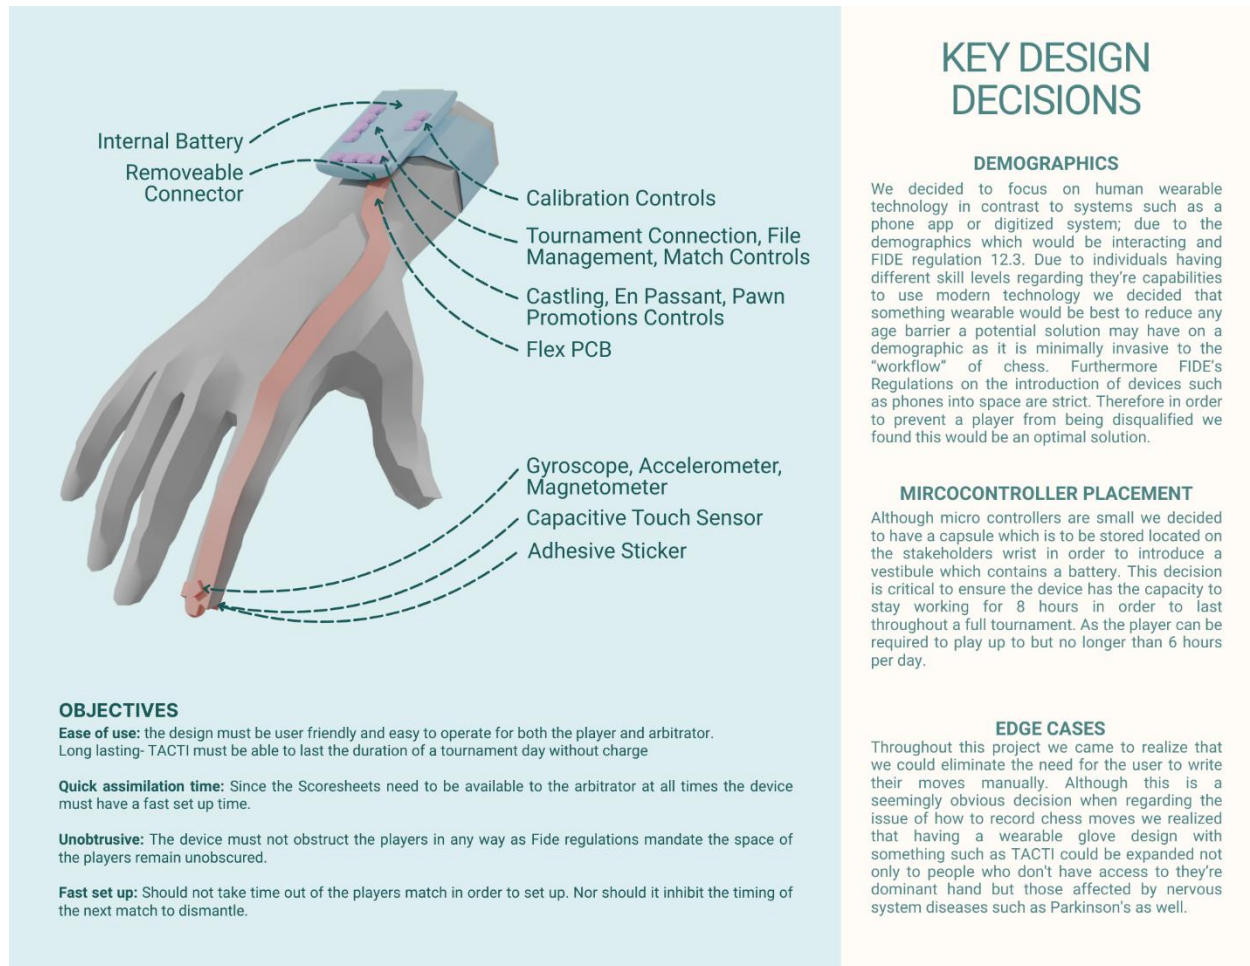 Internal Battery
Removeable
Connector
Calibration Controls
Tournament Connection, File
Management, Match Controls
Castling, En Passant, Pawn
Promotions Controls
Flex PCB
Gyroscope, Accelerometer,
Magnetometer
Capacitive Touch Sensor
Adhesive Sticker
OBJECTIVES
Ease of use: the design must be user friendly and easy to operate for both the player and arbitrator.
Long lasting- TACTI must be able to last the duration of a tournament day without charge
Quick assimilation time: Since the Scoresheets need to be available to the arbitrator at all times the device
must have a fast set up time.
Unobtrusive: The device must not obstruct the players in any way as Fide regulations mandate the space of
the players remain unobscured.
Fast set up: Should not take time out of the players match in order to set up. Nor should it inhibit the timing of
the next match to dismantle.
KEY DESIGN
DECISIONS
DEMOGRAPHICS
We decided to focus on human wearable
technology in contrast to systems such as a
phone app or digitized system; due to the
demographics which would be interacting and
FIDE regulation 12.3. Due to individuals having
different skill levels regarding they're capabilities
to use modern technology we decided that
something wearable would be best to reduce any
age barrier a potential solution may have on a
demographic as it is minimally invasive to the
“workflow” of chess. Furthermore FIDE's
Regulations on the introduction of devices such
as phones into space are strict. Therefore in order
to prevent a player from being disqualified we
found this would be an optimal solution.
MIRCOCONTROLLER PLACEMENT
Although micro controllers are small we decided
to have a capsule which is to be stored located on
the stakeholders wrist in order to introduce a
vestibule which contains a battery. This decision
is critical to ensure the device has the capacity to
stay working for 8 hours in order to last
throughout a full tournament. As the player can be
required to play up to but no longer than 6 hours
per day.
EDGE CASES
Throughout this project we came to realize that
we could eliminate the need for the user to write
their moves manually. Although this is a
seemingly obvious decision when regarding the
issue of how to record chess moves we realized
that having a wearable glove design with
something such as TACTI could be expanded not
only to people who don't have access to they're
dominant hand but those affected by nervous
system diseases such as Parkinson's as well.